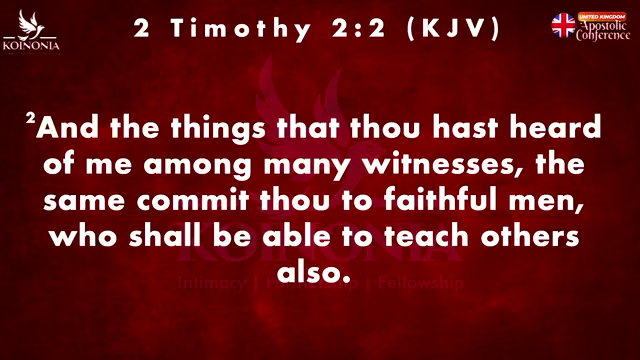 KOINONIA
2 Timothy 2:2 (KJV)
UNITED KINGDOM
Apostolic
Conference
2And the things that thou hast heard
of me among many witnesses, the
same commit thou to faithful men,
who shall be able to teach others
also.
KOINONIA
Intimacy | | Fellowship